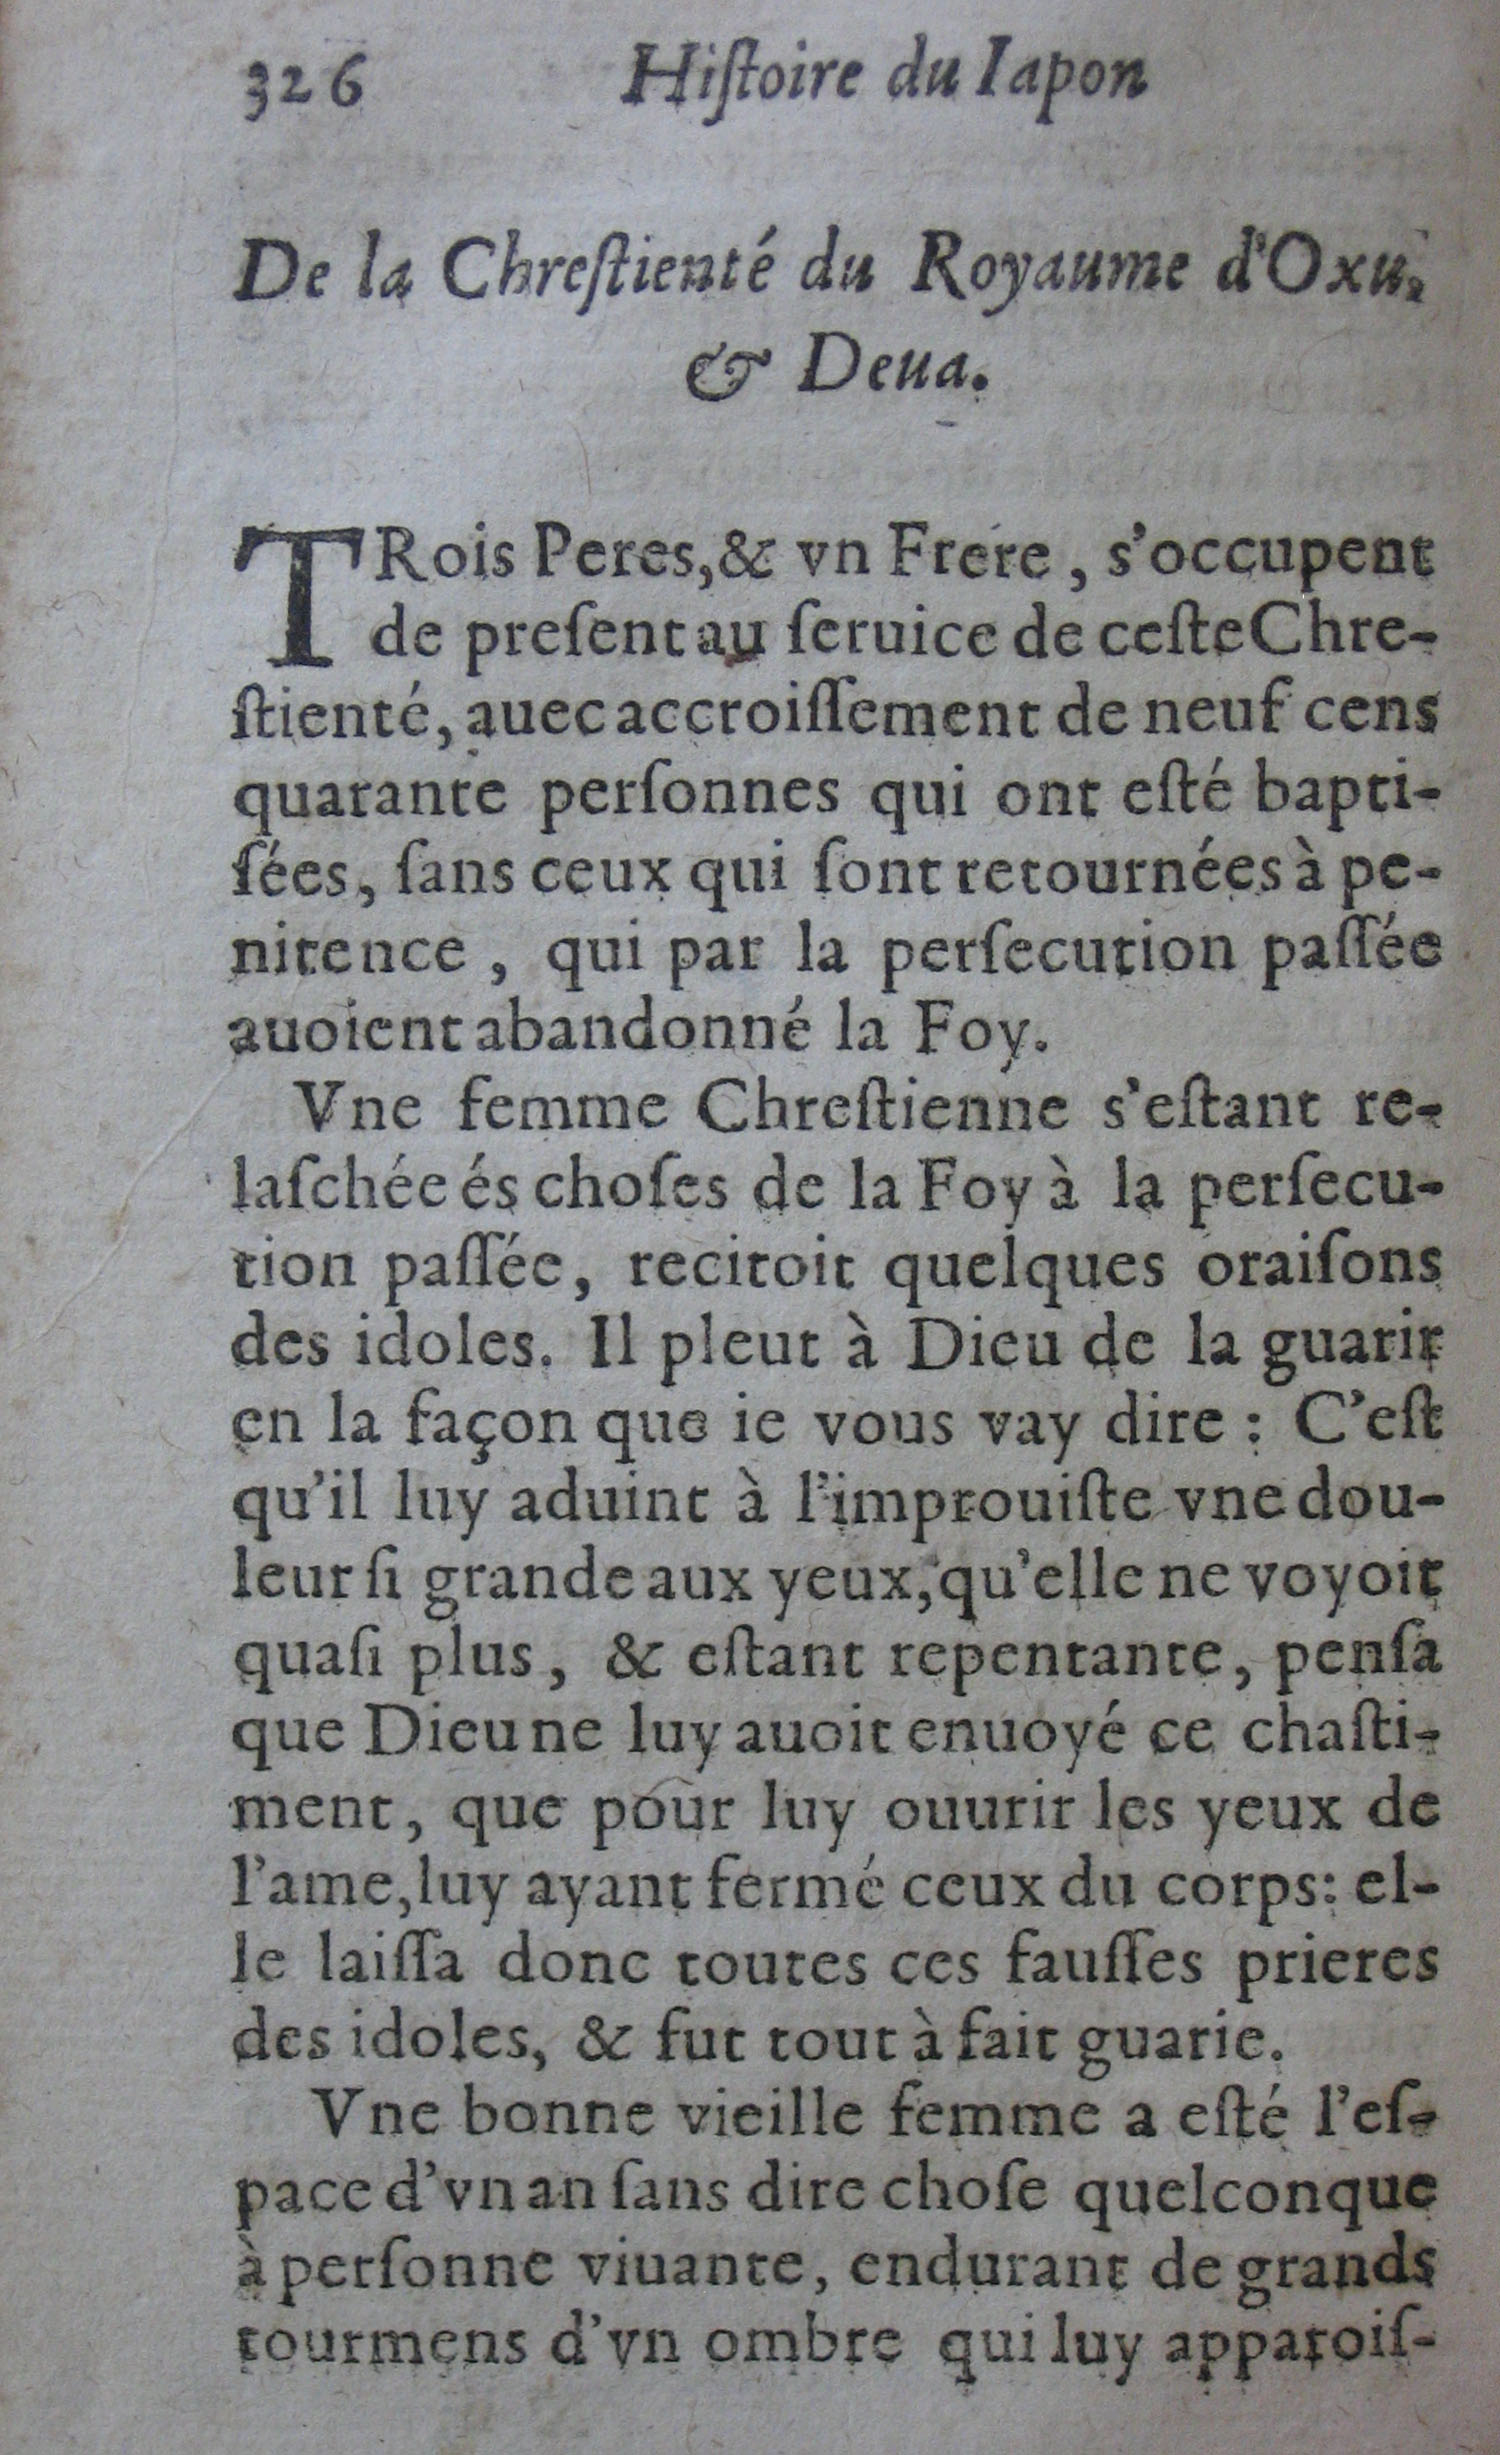 326 Hiſtoire du Iapon
De la Chreſtienté du Royaume d'Oxu,
& Deua.
TRois Peres, & vn Frere, s'occupent
de preſent au ſeruice de ceſte Chre-
ſtienté, auec accroiſſement de neuf cens
quarante perſonnes qui ont eſté bapti-
ſées, ſans ceux qui ſont retournées à pe-
nitence, qui par la perſecution paſſée
auoient abandonné la Foy.
Vne femme Chreſtienne s'eſtant re-
laſchée és choſes de la Foy à la perſecu-
tion paſſée, recitoit quelques oraiſons
des idoles. Il pleut à Dieu de la guarir
en la façon que ie vous vay dire : C'eſt
qu'il luy aduint à l'improuiſte vne dou-
leur ſi grande aux yeux, qu'elle ne voyoit
quaſi plus, & eſtant repentante, penſa
que Dieu ne luy auoit enuoyé ce chaſti-
ment, que pour luy ouurir les yeux de
l'ame, luy ayant fermé ceux du corps: el-
le laiſſa donc toutes ces fauſſes prieres
des idoles, & fut tout à fait guarie.
Vne bonne vieille femme a eſté l'eſ-
pace d'vn an ſans dire choſe quelconque
à perſonne viuante, endurant de grands
tourmens d'vn ombre qui luy apparoiſ-